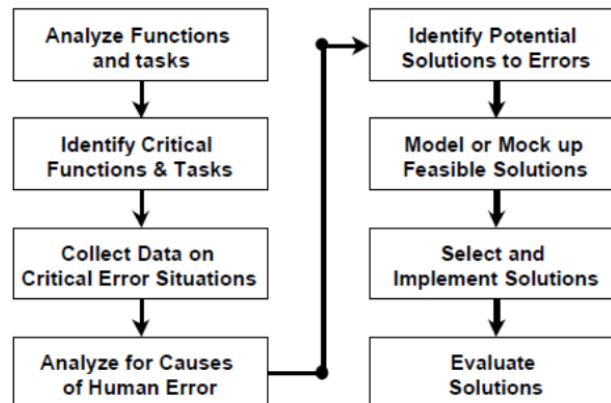 Analyze Functions
and tasks
Identify Critical
Functions & Tasks
Collect Data on
Critical Error Situations
Analyze for Causes
of Human Error
Identify Potential
Solutions to Errors
Model or Mock up
Feasible Solutions
Select and
Implement Solutions
Evaluate
Solutions